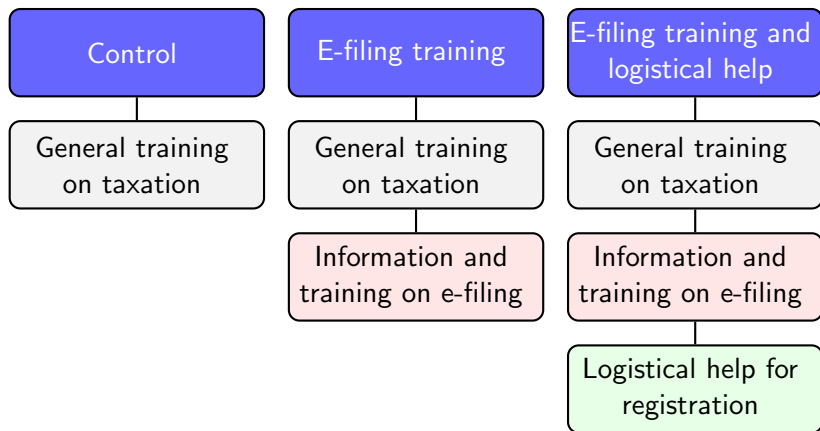 Control
E-filing training
E-filing training and
logistical help
General training
on taxation
General training
on taxation
General training
on taxation
Information and
training on e-filing
Information and
training on e-filing
Logistical help for
registration